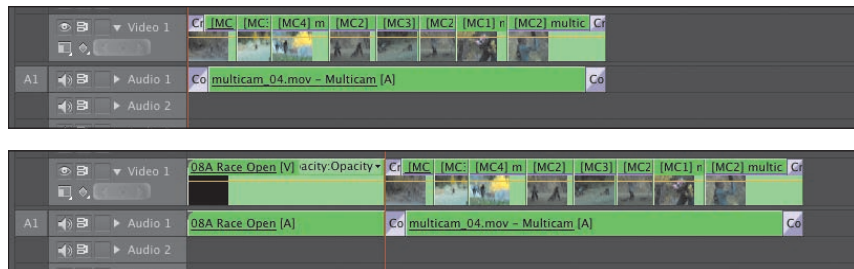 Video 1 Cr [MC [MC: [MC4] m [MC2] [MC3] [MC2 [MC1] r [MC2] multic Cr
A1 Audio 1 Co multicam_04.mov – Multicam [A] Co
Audio 2
Video 1 08A Race Open [V] acity:Opacity Cr [MC [MC: [MC4] m [MC2] [MC3] [MC2 [MC1] r [MC2] multic Cr
A1 Audio 1 08A Race Open [A] Co multicam_04.mov – Multicam [A] Co
Audio 2